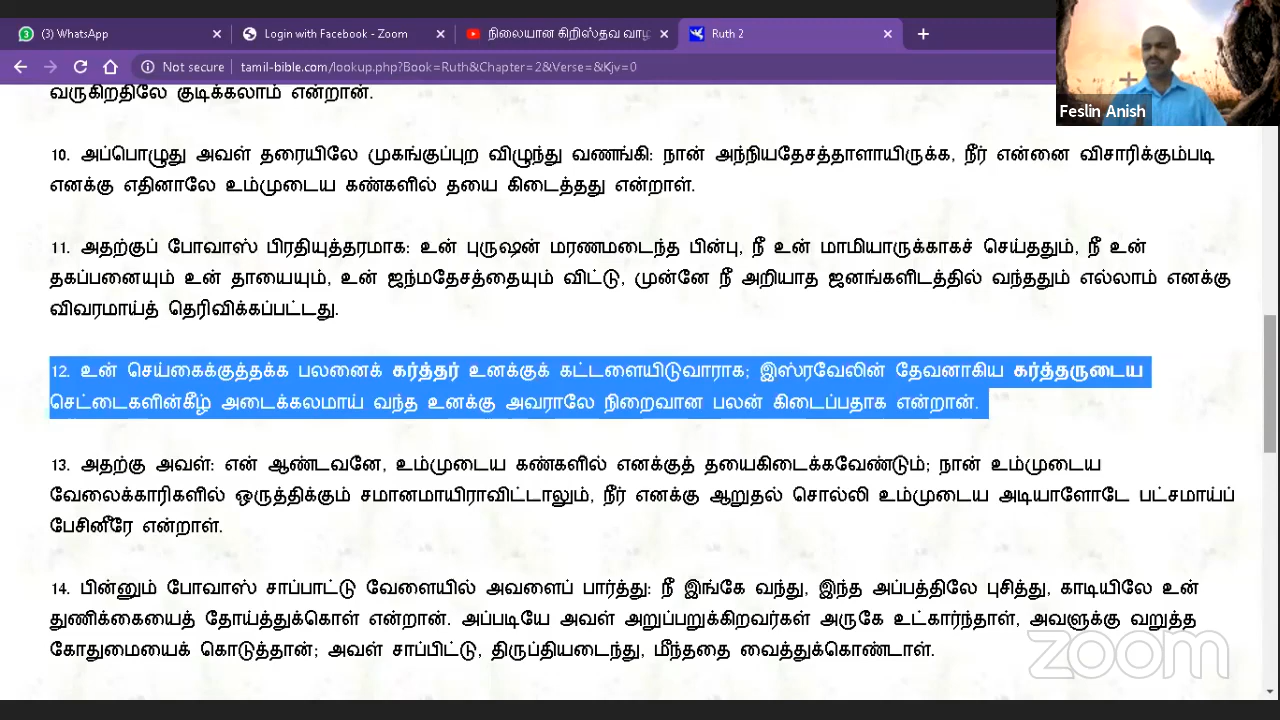 (3) WhatsApp
Login with Facebook - Zoom
நிலையான கிறிஸ்தவ வாழ
Ruth 2
Not secure
tamil-bible.com/lookup.php?Book=Ruth&Chapter=2&Verse=&Kjv=0
Feslin Anish
வருகிறதிலே குடிக்கலாம் என்றான்.
10. அப்பொழுது அவள் தரையிலே முகங்குப்புற விழுந்து வணங்கி: நான் அந்நியதேசத்தாளாயிருக்க, நீர் என்னை விசாரிக்கும்படி
எனக்கு எதினாலே உம்முடைய கண்களில் தயை கிடைத்தது என்றாள்.
11. அதற்குப் போவாஸ் பிரதியுத்தரமாக: உன் புருஷன் மரணமடைந்த பின்பு, நீ உன் மாமியாருக்காகச் செய்ததும், நீ உன்
தகப்பனையும் உன் தாயையும், உன் ஜந்மதேசத்தையும் விட்டு, முன்னே நீ அறியாத ஜனங்களிடத்தில் வந்ததும் எல்லாம் எனக்கு
விவரமாய்த் தெரிவிக்கப்பட்டது.
12. உன் செய்கைக்குத்தக்க பலனைக் கர்த்தர் உனக்குக் கட்டளையிடுவாராக; இஸ்ரவேலின் தேவனாகிய கர்த்தருடைய
செட்டைகளின்கீழ் அடைக்கலமாய் வந்த உனக்கு அவராலே நிறைவான பலன் கிடைப்பதாக என்றான்.
13. அதற்கு அவள்: என் ஆண்டவனே, உம்முடைய கண்களில் எனக்குத் தயைகிடைக்கவேண்டும்; நான் உம்முடைய
வேலைக்காரிகளில் ஒருத்திக்கும் சமானமாயிராவிட்டாலும், நீர் எனக்கு ஆறுதல் சொல்லி உம்முடைய அடியாளோடே பட்சமாய்ப்
பேசினீரே என்றாள்.
14. பின்னும் போவாஸ் சாப்பாட்டு வேளையில் அவளைப் பார்த்து: நீ இங்கே வந்து, இந்த அப்பத்திலே புசித்து, காடியிலே உன்
துணிக்கையைத் தோய்த்துக்கொள் என்றான். அப்படியே அவள் அறுப்பறுக்கிறவர்கள் அருகே உட்கார்ந்தாள், அவளுக்கு வறுத்த
கோதுமையைக் கொடுத்தான்; அவள் சாப்பிட்டு, திருப்தியடைந்து, மீந்ததை வைத்துக்கொண்டாள்.
zoom